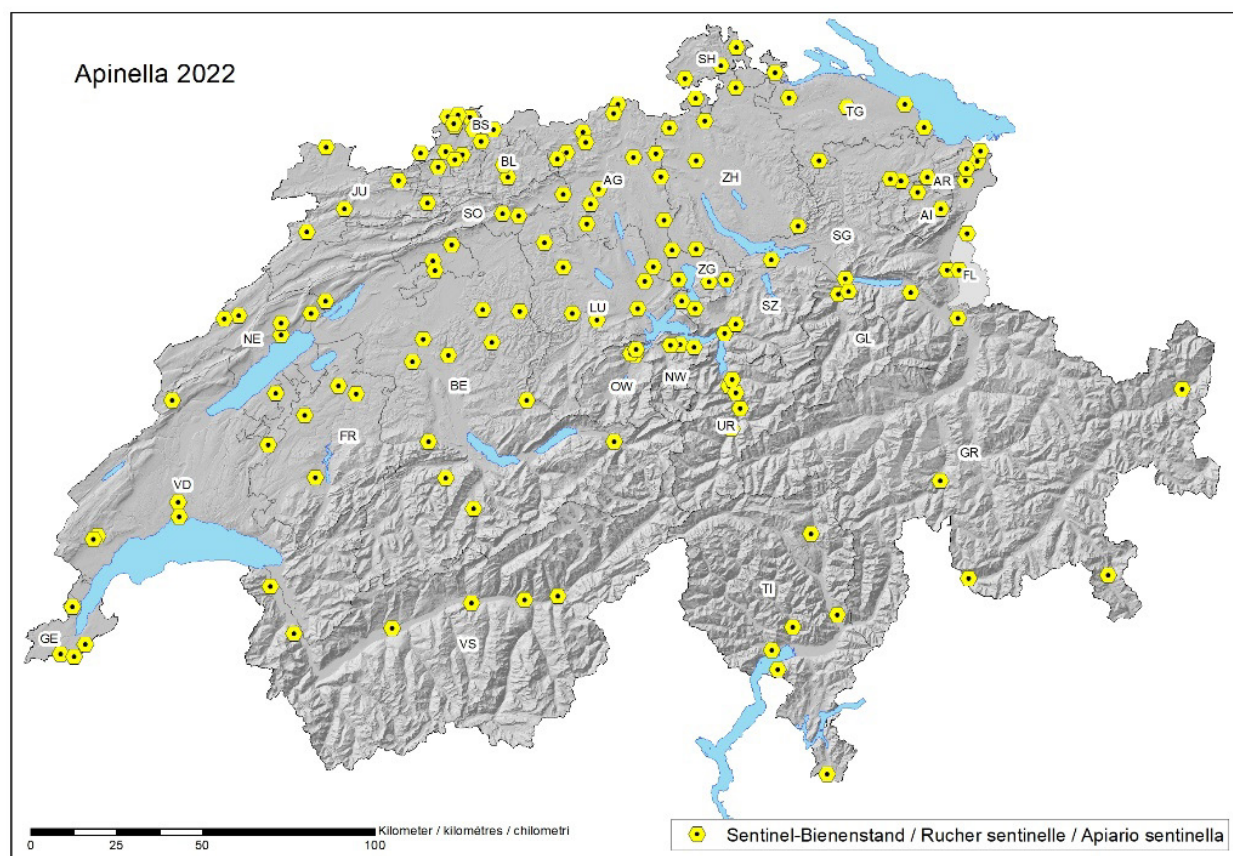 Apinella 2022
SH
BS
TG
BL
AG
ZH
AR
JU
SO
AI
SG
FL
ZG
SZ
LU
NE
GL
BE
OW
NW
UR
FR
GR
VD
TI
GE
VS
Kilometer / kilomètres / chilometri
0 25 50 100
Sentinel-Bienenstand / Rucher sentinelle / Apiario sentinella